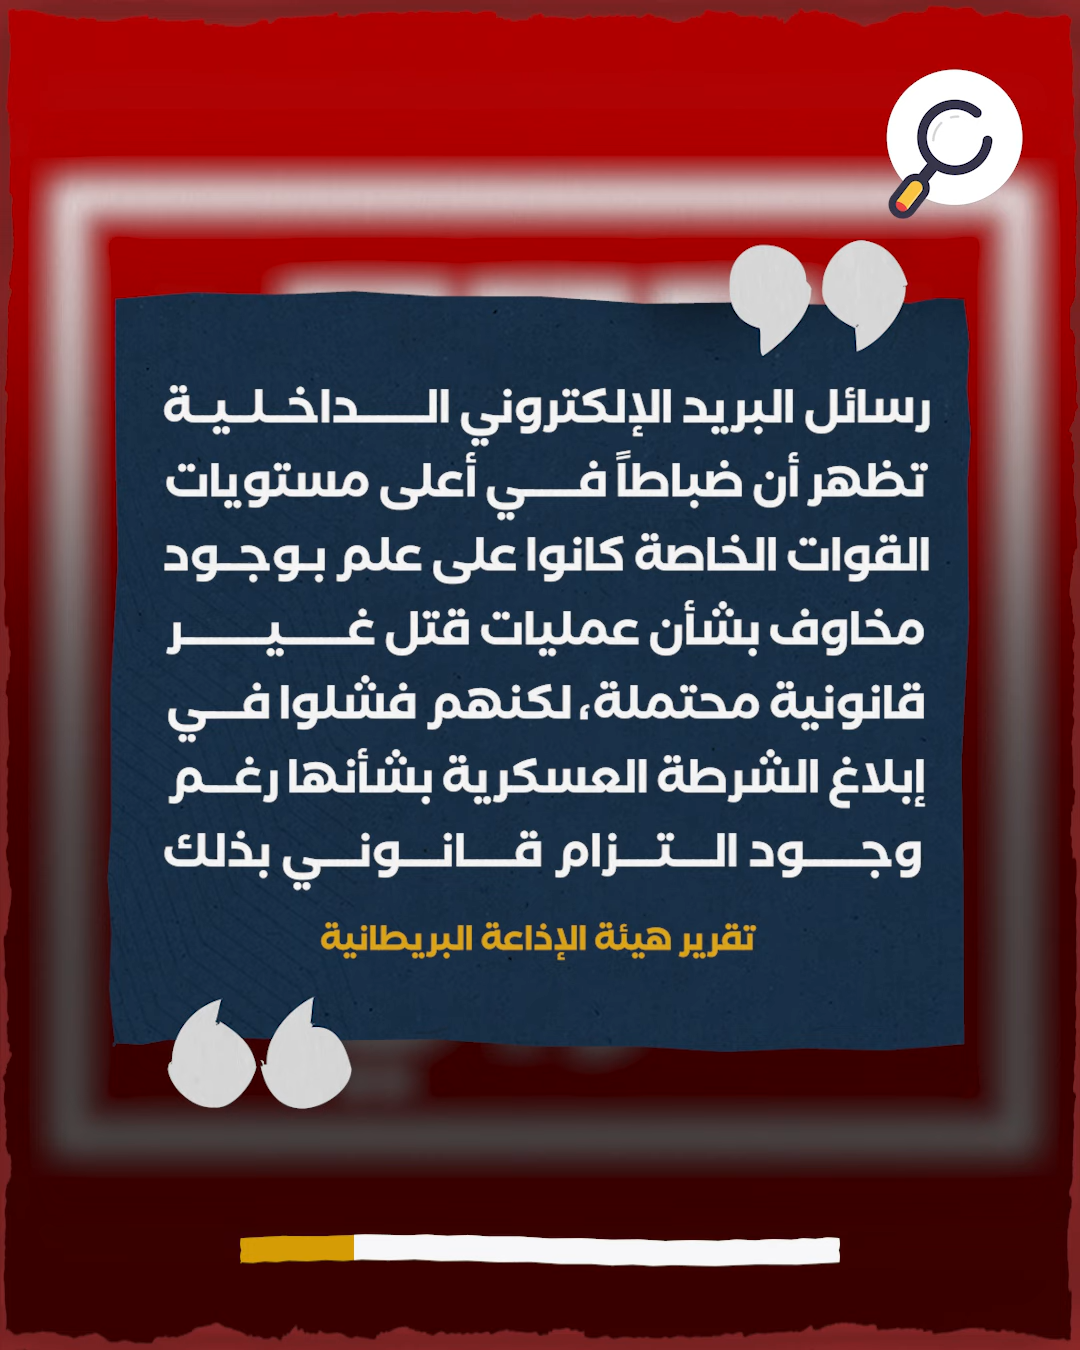 رسائل البريد الإلكتروني الداخلية
تظهر أن ضباطاً في أعلى مستويات
القوات الخاصة كانوا على علم بوجود
مخاوف بشأن عمليات قتل غير
قانونية محتملة، لكنهم فشلوا في
إبلاغ الشرطة العسكرية بشأنها رغم
وجود التزام قانوني بذلك
تقرير هيئة الإذاعة البريطانية